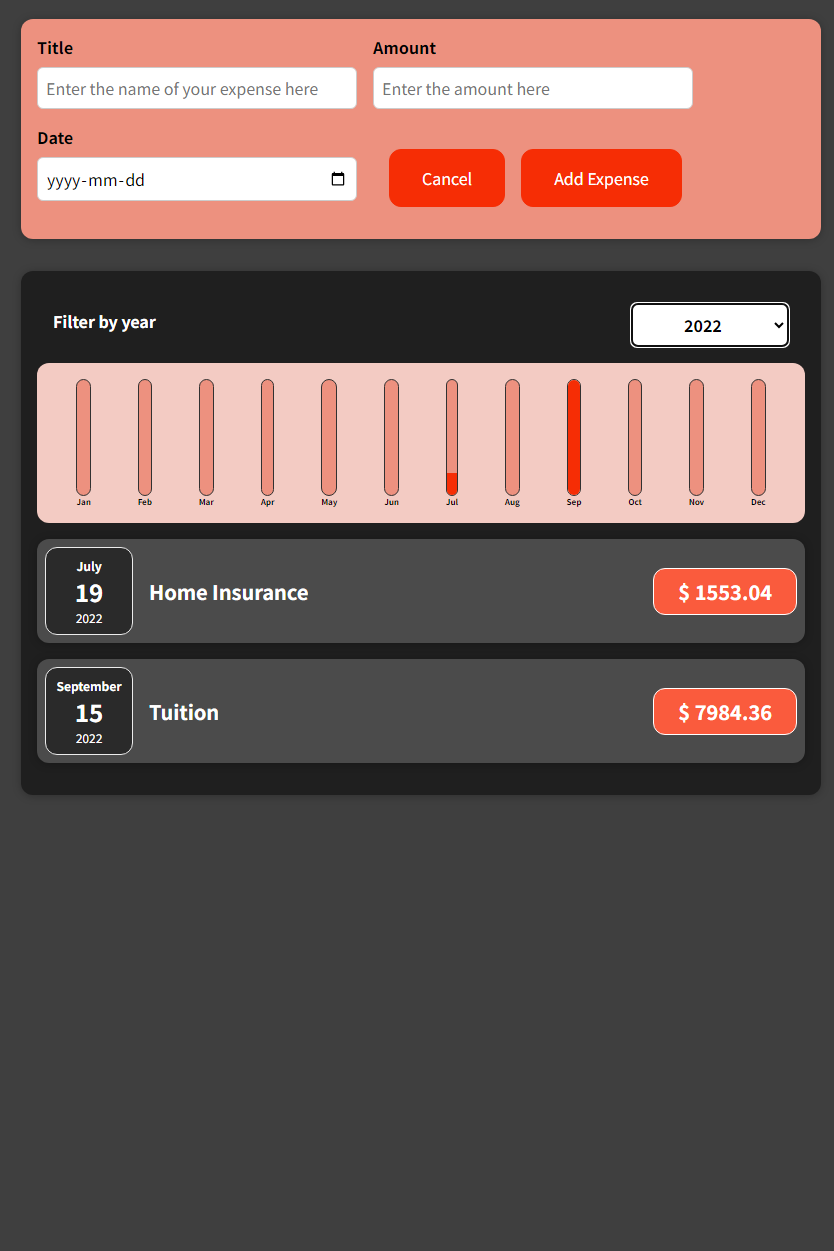 Title
Amount
Enter the name of your expense here
Enter the amount here
Date
yyyy-mm-dd
Cancel
Add Expense
Filter by year
2022
Jan Feb Mar Apr May Jun Jul Aug Sep Oct Nov Dec
July
19
2022
Home Insurance
$ 1553.04
September
15
2022
Tuition
$ 7984.36